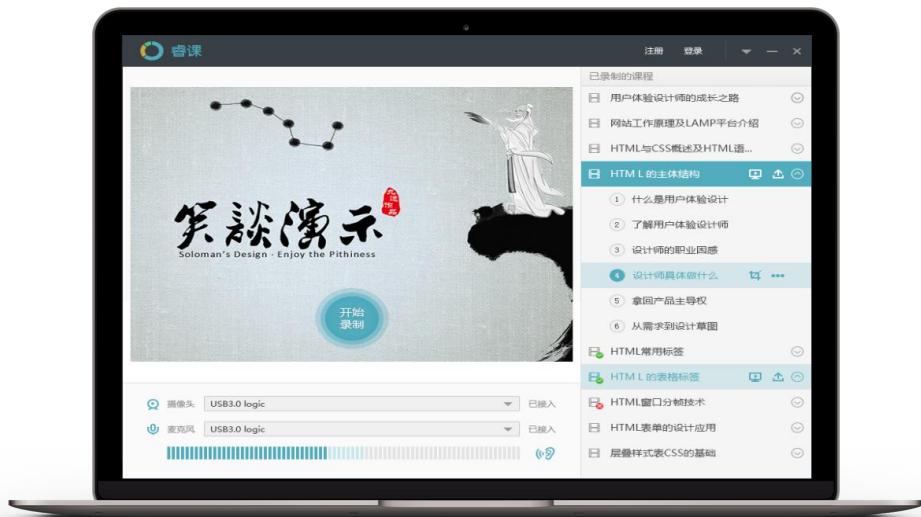 睿课
注册 登录
笑談演示
Soloman's Design - Enjoy the Pithiness
开始
录制
摄像头 USB3.0 logic 已接入
麦克风 USB3.0 logic 已接入
已录制的课程
用户体验设计师的成长之路
网站工作原理及LAMP平台介绍
HTML与CSS概述及HTML语...
HTM L 的主体结构
1 什么是用户体验设计
2 了解用户体验设计师
3 设计师的职业困惑
4 设计师具体做什么
5 拿回产品主导权
6 从需求到设计草图
HTML常用标签
HTM L 的表格标签
HTML窗口分帧技术
HTML表单的设计应用
层叠样式表CSS的基础